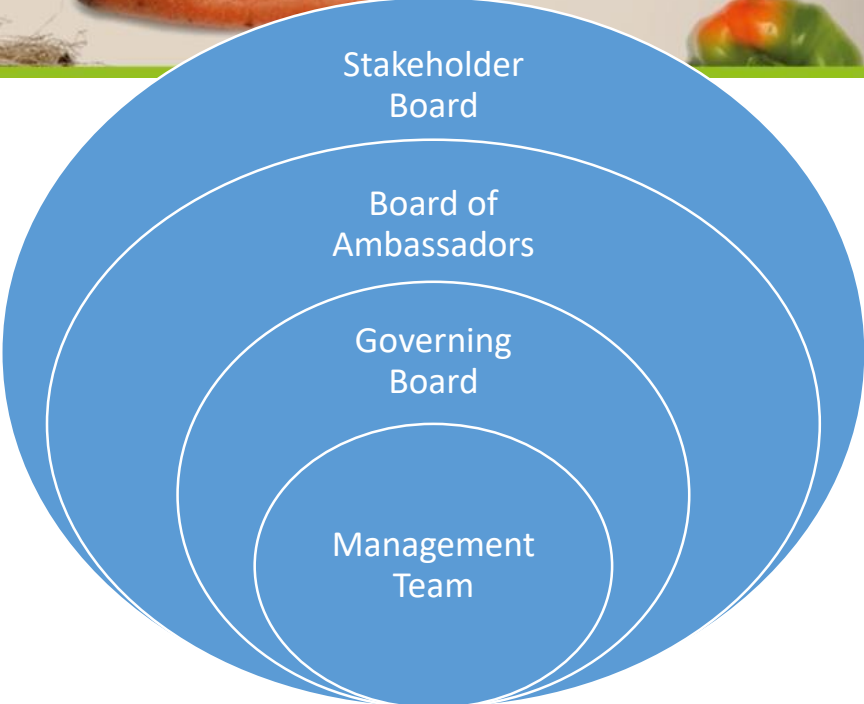 Stakeholder
Board
Board of
Ambassadors
Governing
Board
Management
Team